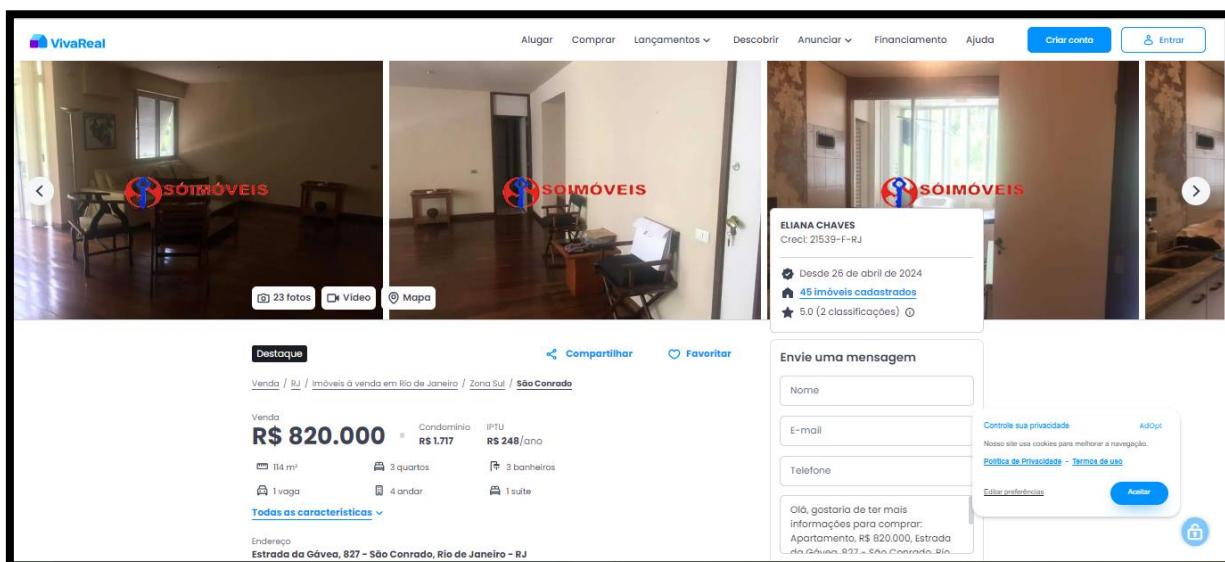 VivaReal
Alugar Comprar Lançamentos Descobrir Anunciar Financiamento Ajuda Criar conta Entrar
SÓIMÓVEIS
SÓIMÓVEIS
SÓIMÓVEIS
23 fotos Vídeo Mapa
ELIANA CHAVES
Creci: 21539-F-RJ
Desde 26 de abril de 2024
45 imóveis cadastrados
5.0 (2 classificações)
Destaque
Compartilhar Favoritar
Venda / RJ / Imóveis à venda em Rio de Janeiro / Zona Sul / São Conrado
Venda
R$ 820.000
Condomínio
R$ 1.717
IPTU
R$ 248/ano
114 m² 3 quartos 3 banheiros
1 vaga 4 andar 1 suíte
Todas as características
Endereço
Estrada da Gávea, 827 - São Conrado, Rio de Janeiro - RJ
Envie uma mensagem
Nome
E-mail
Telefone
Olá, gostaria de ter mais
informações para comprar:
Apartamento, R$ 820.000, Estrada
da Gávea, 827 - São Conrado, Rio
Controle sua privacidade AdOpt
Nosso site usa cookies para melhorar a navegação.
Política de Privacidade - Termos de uso
Editar preferências Aceitar